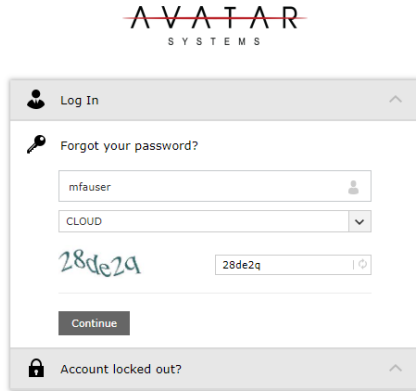 AVATAR
SYSTEMS
Log In
Forgot your password?
mfauser
CLOUD
28de2q 28de2q
Continue
Account locked out?